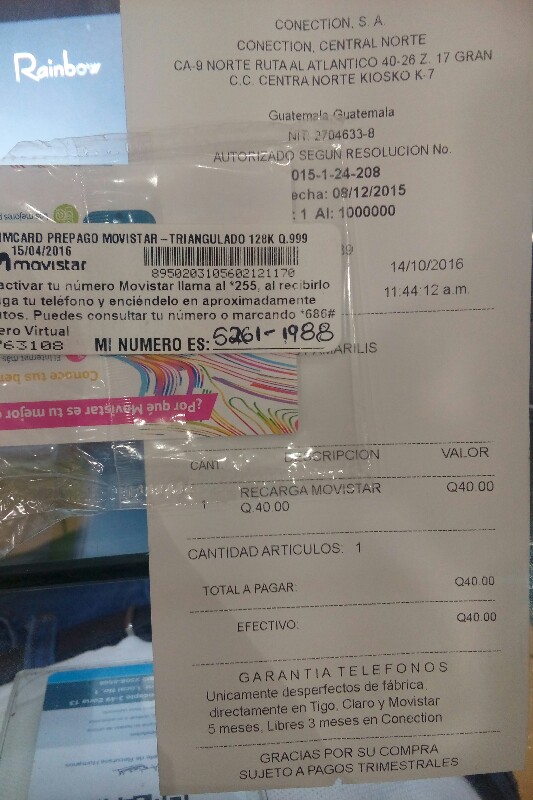 Rainbow
CONECTION, S. A.
CONECTION, CENTRAL NORTE
CA-9 NORTE RUTA AL ATLANTICO 40-26 Z. 17 GRAN
C.C. CENTRA NORTE KIOSKO K-7
Guatemala Guatemala
NIT: 2704633-8
AUTORIZADO SEGUN RESOLUCION No.
015-1-24-208
echa: 08/12/2015
: 1 Al: 1000000
14/10/2016
11:44:12 a.m.
IMCARD PREPAGO MOVISTAR -TRIANGULADO 128K Q.999
15/04/2016
movistar
8950203105602121170
activar tu número Movistar llama al *255, al recibirlo
ga tu teléfono y enciéndelo en aproximadamente
utos. Puedes consultar tu número o marcando *686#
ero Virtual
63108
MI NUMERO ES: 5261-1988
AMARILIS
Conoce tus ben
¿Por qué Movistar es tu mejor
CANT. DESCRIPCION VALOR
1 RECARGA MOVISTAR Q40.00
Q.40.00
CANTIDAD ARTICULOS: 1
TOTAL A PAGAR: Q40.00
EFECTIVO: Q40.00
GARANTIA TELEFONOS
Unicamente desperfectos de fábrica,
directamente en Tigo, Claro y Movistar
5 meses, Libres 3 meses en Conection
GRACIAS POR SU COMPRA
SUJETO A PAGOS TRIMESTRALES